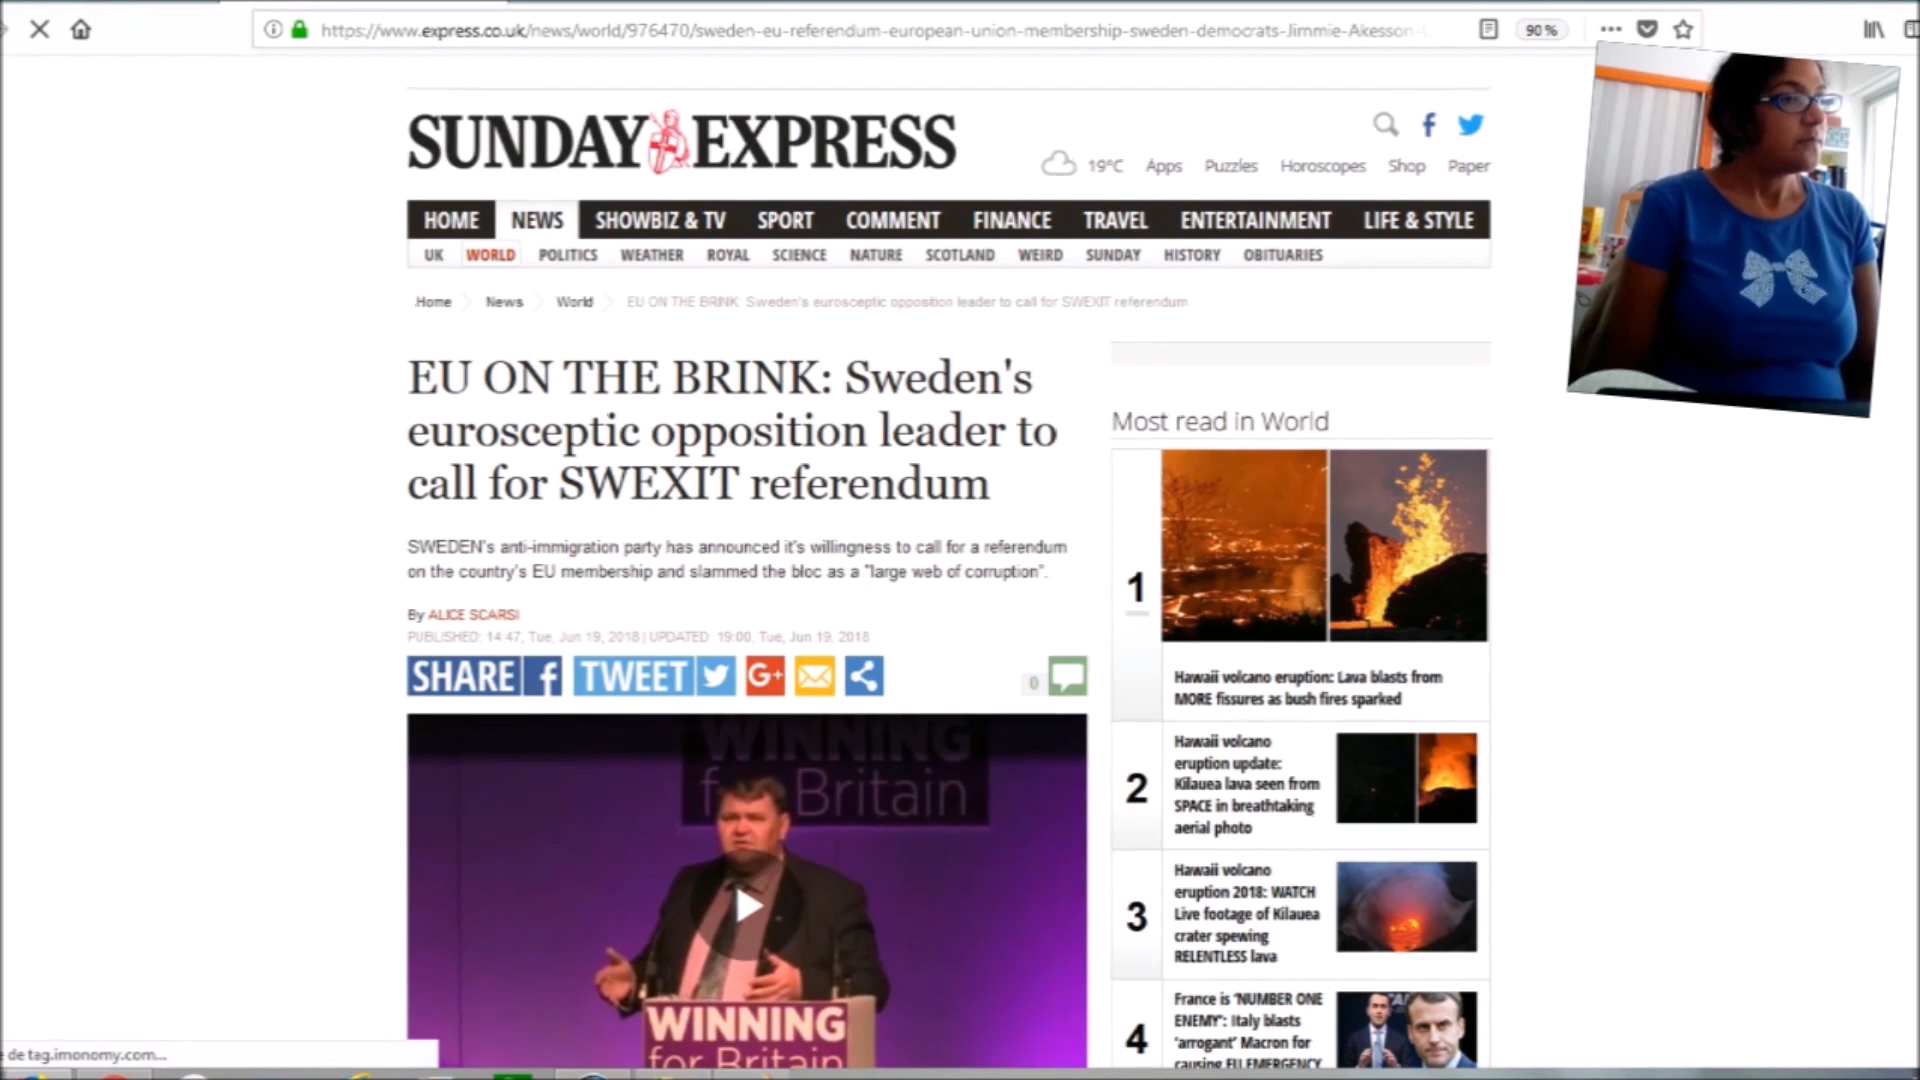 https://www.express.co.uk/news/world/976470/sweden-eu-referendum-european-union-membership-sweden-democrats-Jimmie-Akesson-
90%
SUNDAY EXPRESS
19°C Apps Puzzles Horoscopes Shop Paper
HOME NEWS SHOWBIZ & TV SPORT COMMENT FINANCE TRAVEL ENTERTAINMENT LIFE & STYLE
UK WORLD POLITICS WEATHER ROYAL SCIENCE NATURE SCOTLAND WEIRD SUNDAY HISTORY OBITUARIES
Home News World EU ON THE BRINK: Sweden's eurosceptic opposition leader to call for SWEXIT referendum
EU ON THE BRINK: Sweden's
eurosceptic opposition leader to
call for SWEXIT referendum
SWEDEN's anti-immigration party has announced it's willingness to call for a referendum
on the country's EU membership and slammed the bloc as a "large web of corruption".
By ALICE SCARSI
PUBLISHED: 14:47, Tue, Jun 19, 2018 | UPDATED: 19:00, Tue, Jun 19, 2018
SHARE f TWEET G+ 0
WINNING
for Britain
WINNING
for Britain
Most read in World
1
Hawaii volcano eruption: Lava blasts from
MORE fissures as bush fires sparked
2
Hawaii volcano
eruption update:
Kilauea lava seen from
SPACE in breathtaking
aerial photo
3
Hawaii volcano
eruption 2018: WATCH
Live footage of Kilauea
crater spewing
RELENTLESS lava
4
France is 'NUMBER ONE
ENEMY': Italy blasts
'arrogant' Macron for
causing EU EMERGENCY
de tag.imonomy.com...